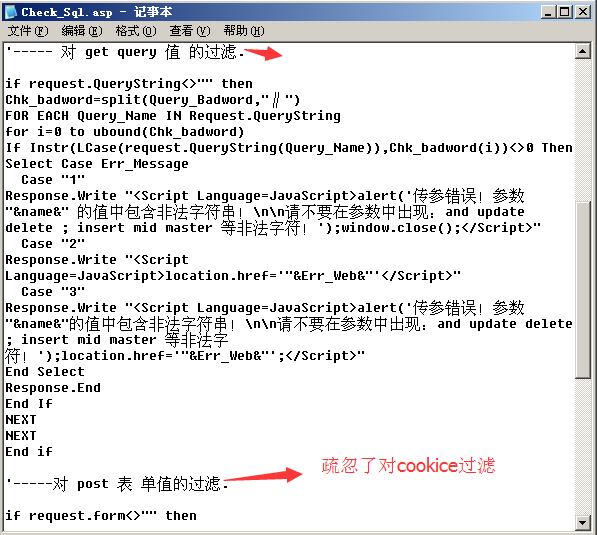 Check_Sql.asp - 记事本
文件(F) 编辑(E) 格式(O) 查看(V) 帮助(H)
'----- 对 get query 值 的过滤.
if request.QueryString<>"" then
Chk_badword=split(Query_Badword,"‖")
FOR EACH Query_Name IN Request.QueryString
for i=0 to ubound(Chk_badword)
If Instr(LCase(request.QueryString(Query_Name)),Chk_badword(i))<>0 Then
Select Case Err_Message
Case "1"
Response.Write "<Script Language=JavaScript>alert('传参错误！参数
"&name&" 的值中包含非法字符串！\n\n请不要在参数中出现：and update
delete ; insert mid master 等非法字符！');window.close();</Script>"
Case "2"
Response.Write "<Script
Language=JavaScript>location.href='"&Err_Web&"'</Script>"
Case "3"
Response.Write "<Script Language=JavaScript>alert('传参错误！参数
"&name&"的值中包含非法字符串！\n\n请不要在参数中出现：and update delete
; insert mid master 等非法字
符！');location.href='"&Err_Web&"';</Script>"
End Select
Response.End
End If
NEXT
NEXT
End if
疏忽了对cookice过滤
'-----对 post 表 单值的过滤.
if request.form<>"" then